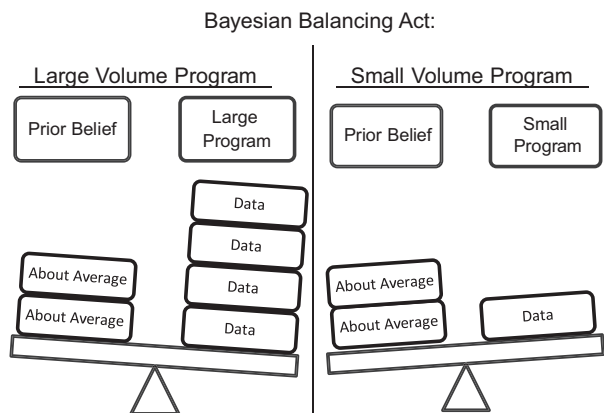 Bayesian Balancing Act:
Large Volume Program
Prior Belief
Large
Program
Data
Data
Data
Data
About Average
About Average
Small Volume Program
Prior Belief
Small
Program
About Average
About Average
Data